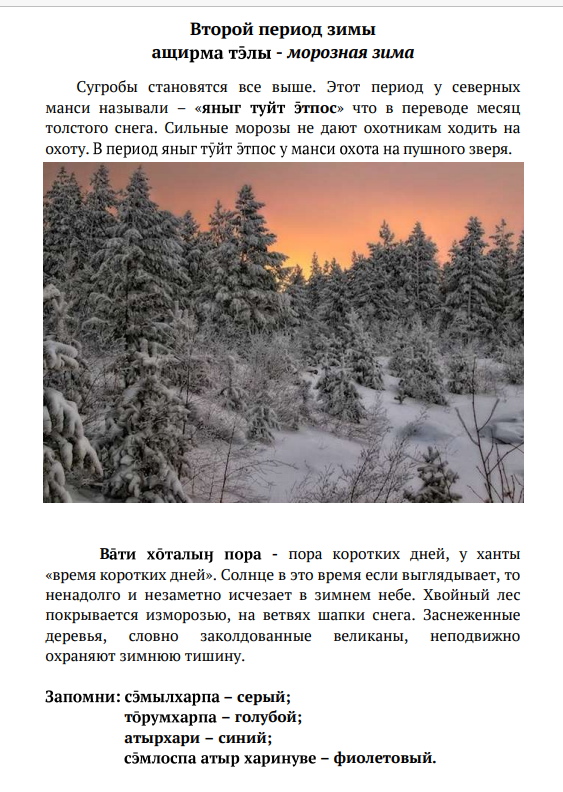 Второй период зимы
ащирма тэ̄лы - морозная зима
Сугробы становятся все выше. Этот период у северных
манси называли – «яныг туйт э̄тпос» что в переводе месяц
толстого снега. Сильные морозы не дают охотникам ходить на
охоту. В период яныг тӯйт э̄тпос у манси охота на пушного зверя.
Ва̄ти хо̄талыӈ пора - пора коротких дней, у ханты
«время коротких дней». Солнце в это время если выглядывает, то
ненадолго и незаметно исчезает в зимнем небе. Хвойный лес
покрывается изморозью, на ветвях шапки снега. Заснеженные
деревья, словно заколдованные великаны, неподвижно
охраняют зимнюю тишину.
Запомни: сэ̄мылхарпа – серый;
то̄румхарпа – голубой;
атырхари – синий;
сэ̄млоспа атыр харинуве – фиолетовый.